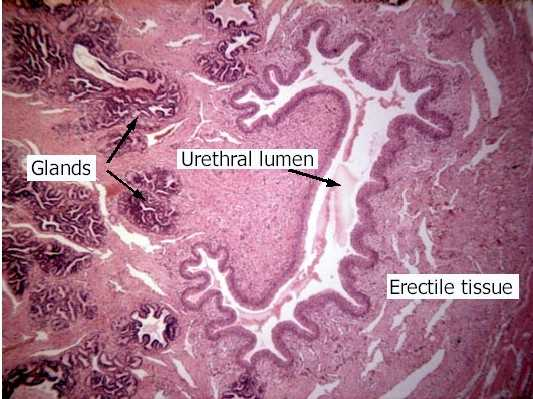 Urethral lumen
Glands
Erectile tissue